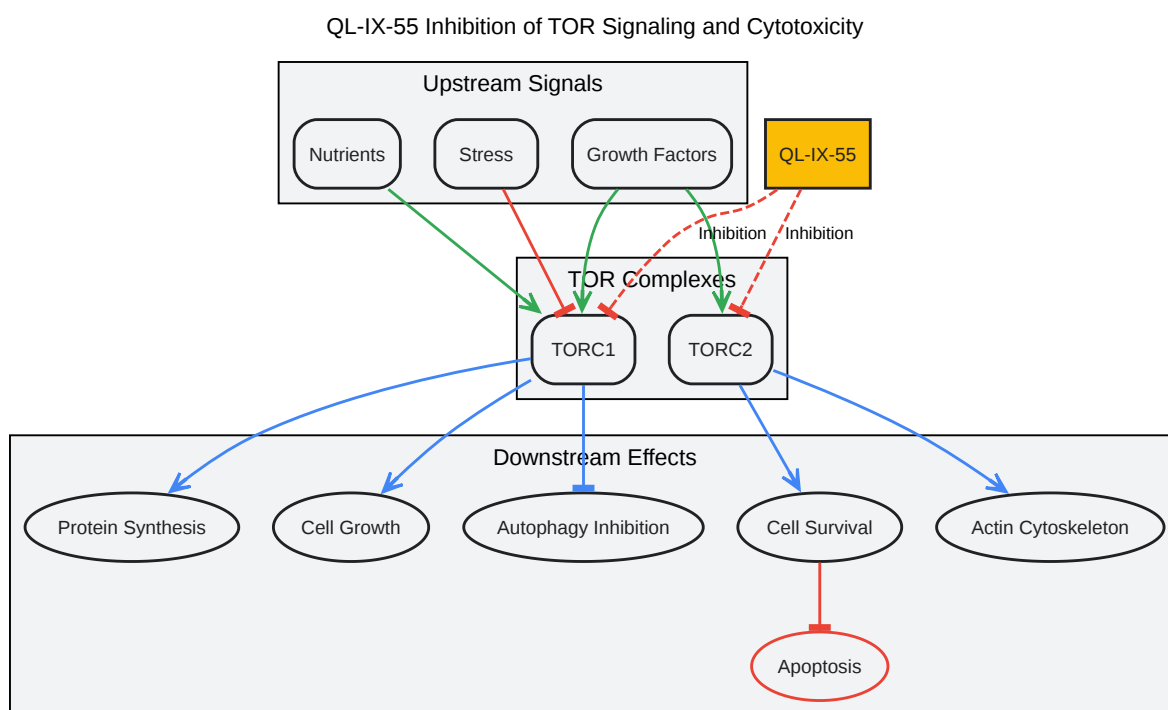 QL-IX-55 Inhibition of TOR Signaling and Cytotoxicity
Upstream Signals
Nutrients
Stress
Growth Factors
QL-IX-55
Inhibition
Inhibition
TOR Complexes
TORC1
TORC2
Downstream Effects
Protein Synthesis
Cell Growth
Autophagy Inhibition
Cell Survival
Actin Cytoskeleton
Apoptosis